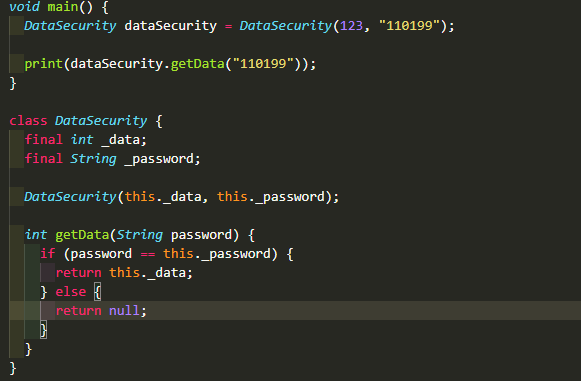 void main() {
  DataSecurity dataSecurity = DataSecurity(123, "110199");

  print(dataSecurity.getData("110199"));
}

class DataSecurity {
  final int _data;
  final String _password;

  DataSecurity(this._data, this._password);

  int getData(String password) {
    if (password == this._password) {
      return this._data;
    } else {
      return null;
    }
  }
}